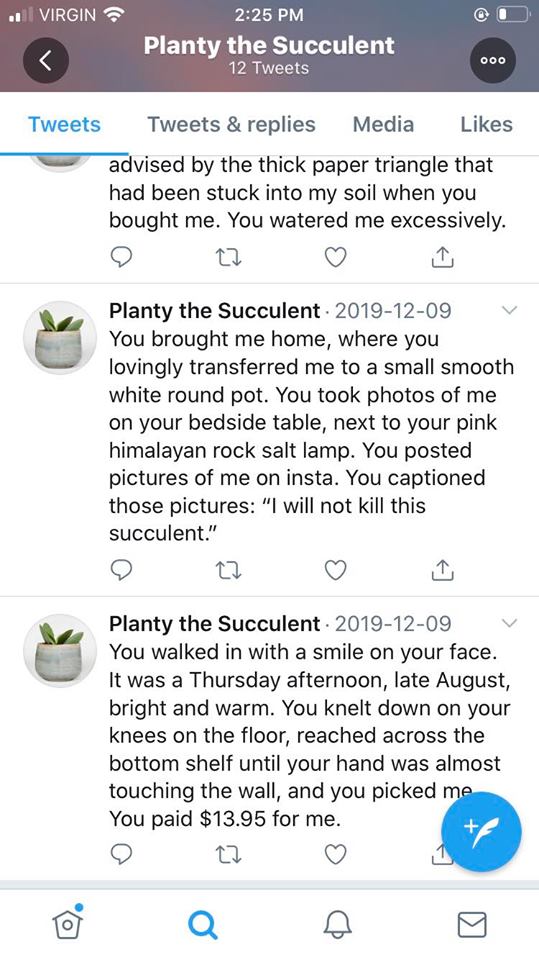 VIRGIN
2:25 PM
Planty the Succulent
12 Tweets
Tweets
Tweets & replies
Media
Likes
advised by the thick paper triangle that
had been stuck into my soil when you
bought me. You watered me excessively.
Planty the Succulent · 2019-12-09
You brought me home, where you
lovingly transferred me to a small smooth
white round pot. You took photos of me
on your bedside table, next to your pink
himalayan rock salt lamp. You posted
pictures of me on insta. You captioned
those pictures: “I will not kill this
succulent.”
Planty the Succulent · 2019-12-09
You walked in with a smile on your face.
It was a Thursday afternoon, late August,
bright and warm. You knelt down on your
knees on the floor, reached across the
bottom shelf until your hand was almost
touching the wall, and you picked me
You paid $13.95 for me.